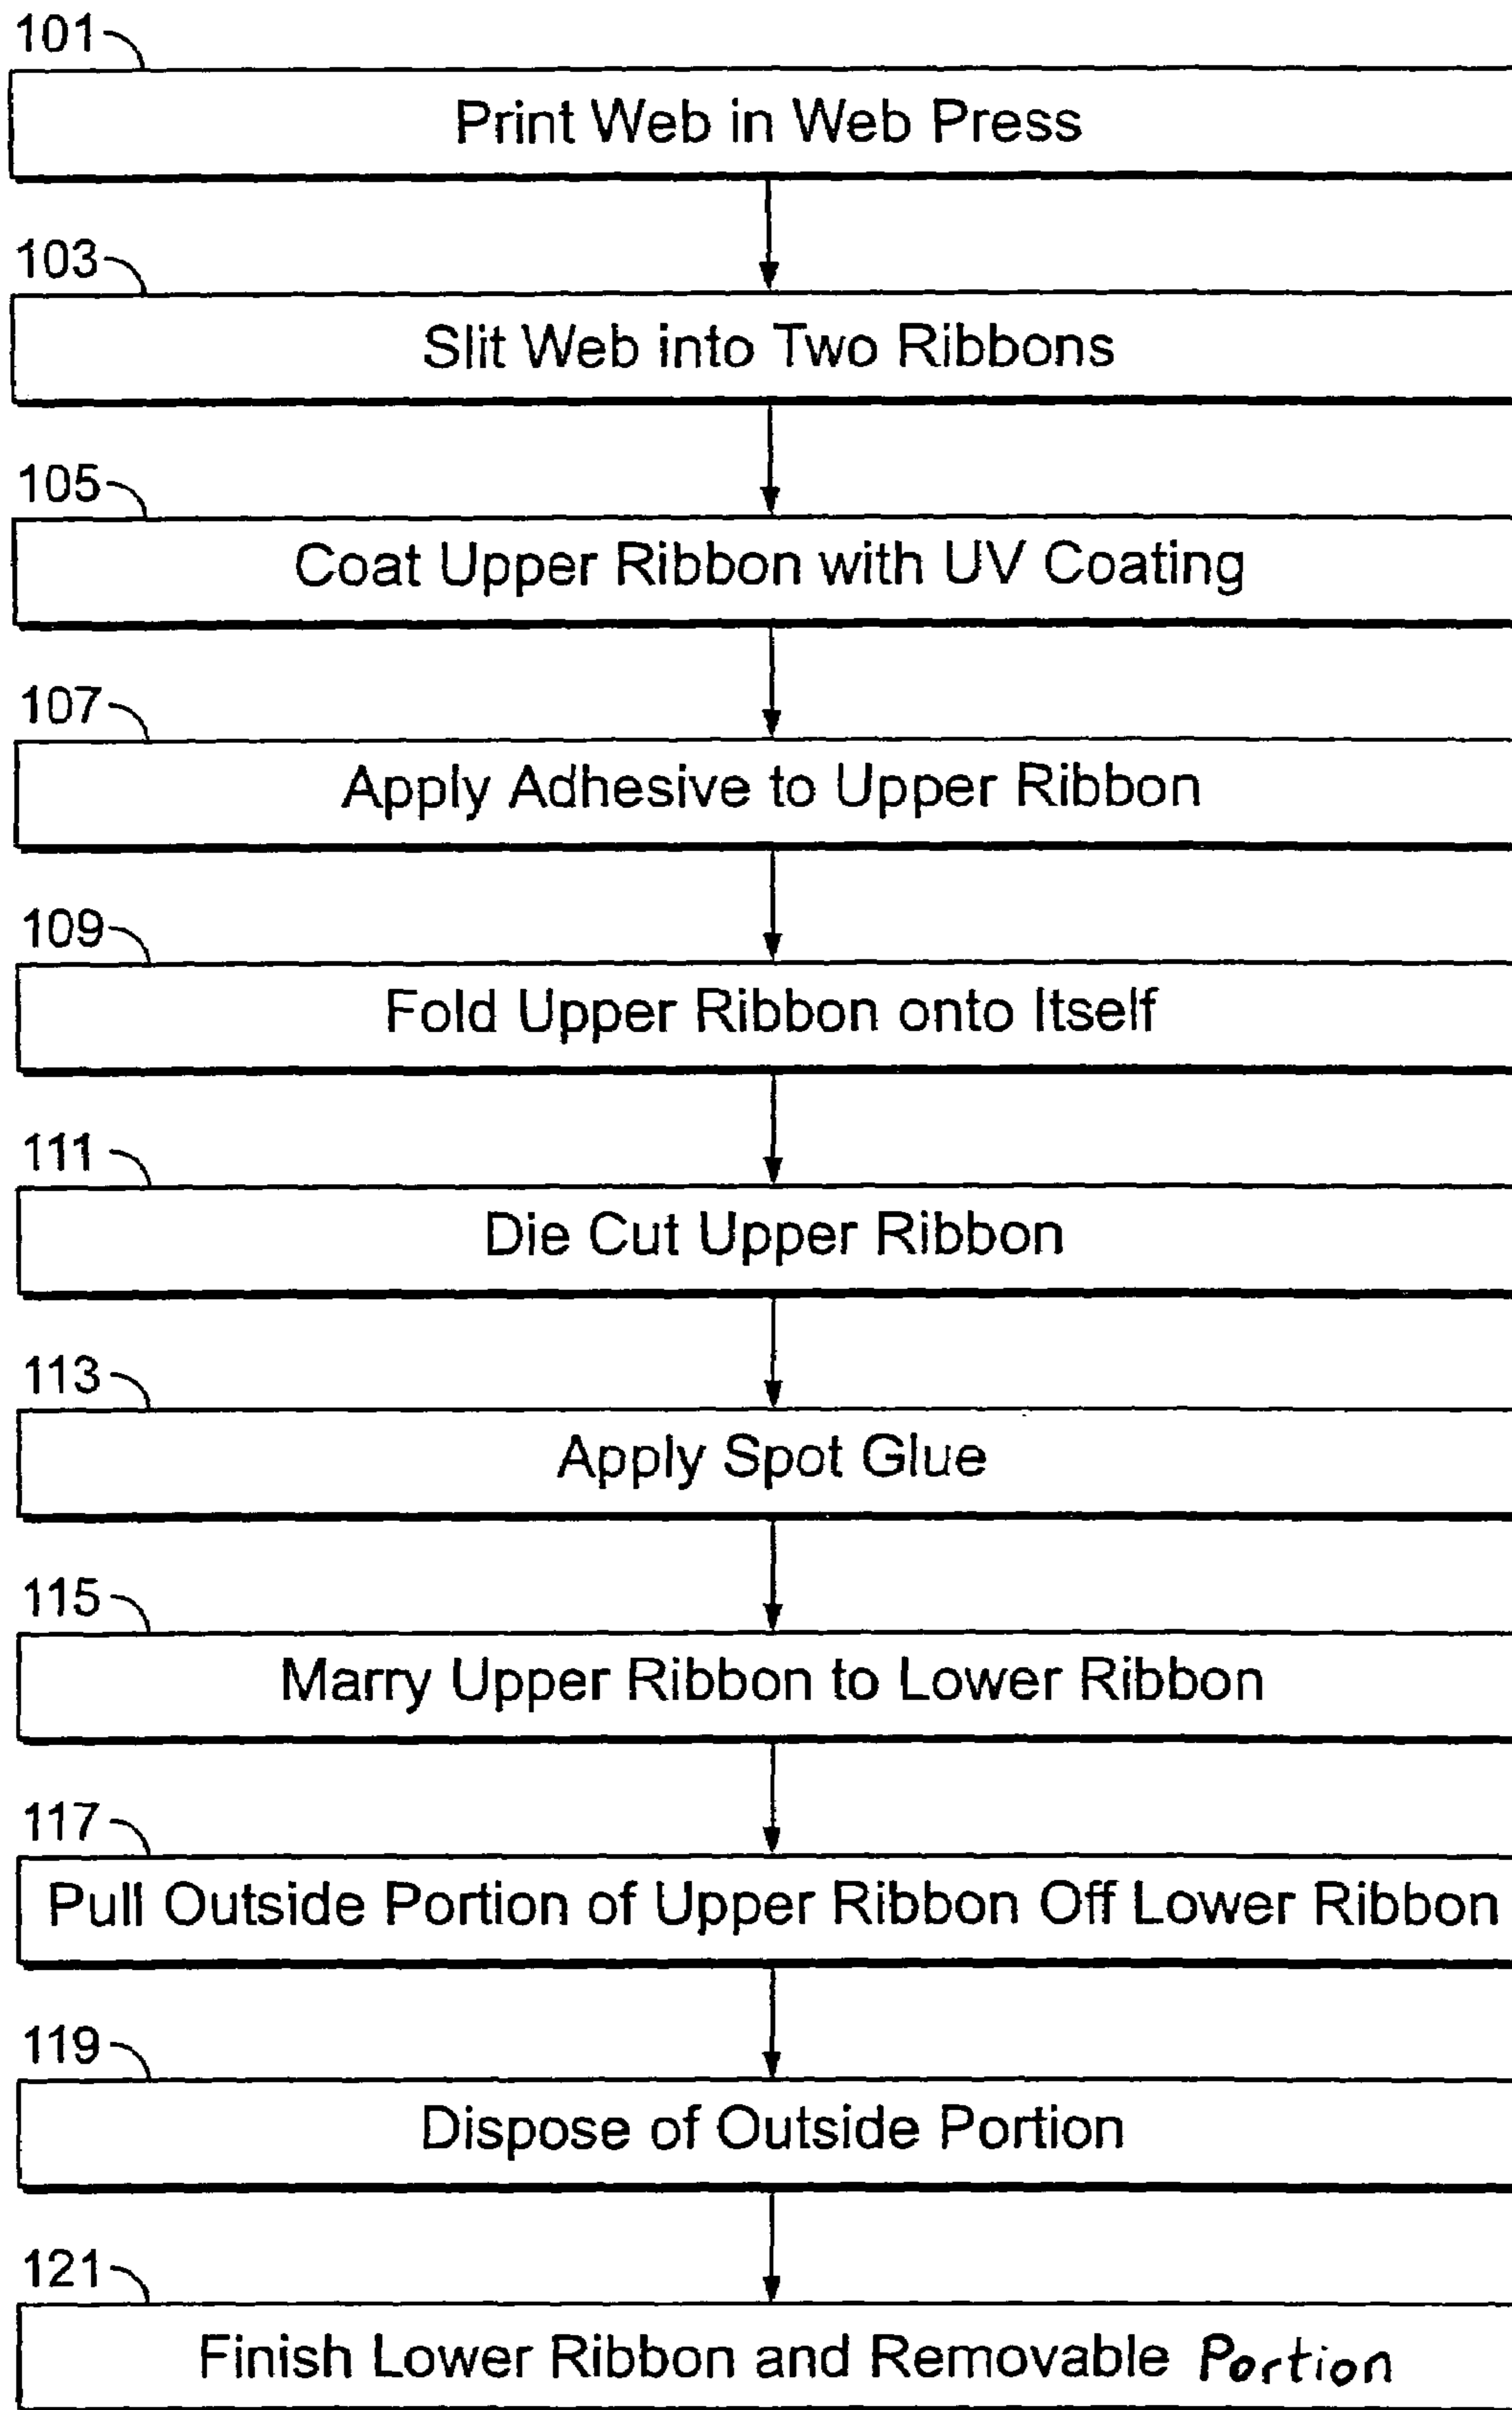 101
Print Web in Web Press
103
Slit Web into Two Ribbons
105
Coat Upper Ribbon with UV Coating
107
Apply Adhesive to Upper Ribbon
109
Fold Upper Ribbon onto Itself
111
Die Cut Upper Ribbon
113
Apply Spot Glue
115
Marry Upper Ribbon to Lower Ribbon
117
Pull Outside Portion of Upper Ribbon Off Lower Ribbon
119
Dispose of Outside Portion
121
Finish Lower Ribbon and Removable Portion